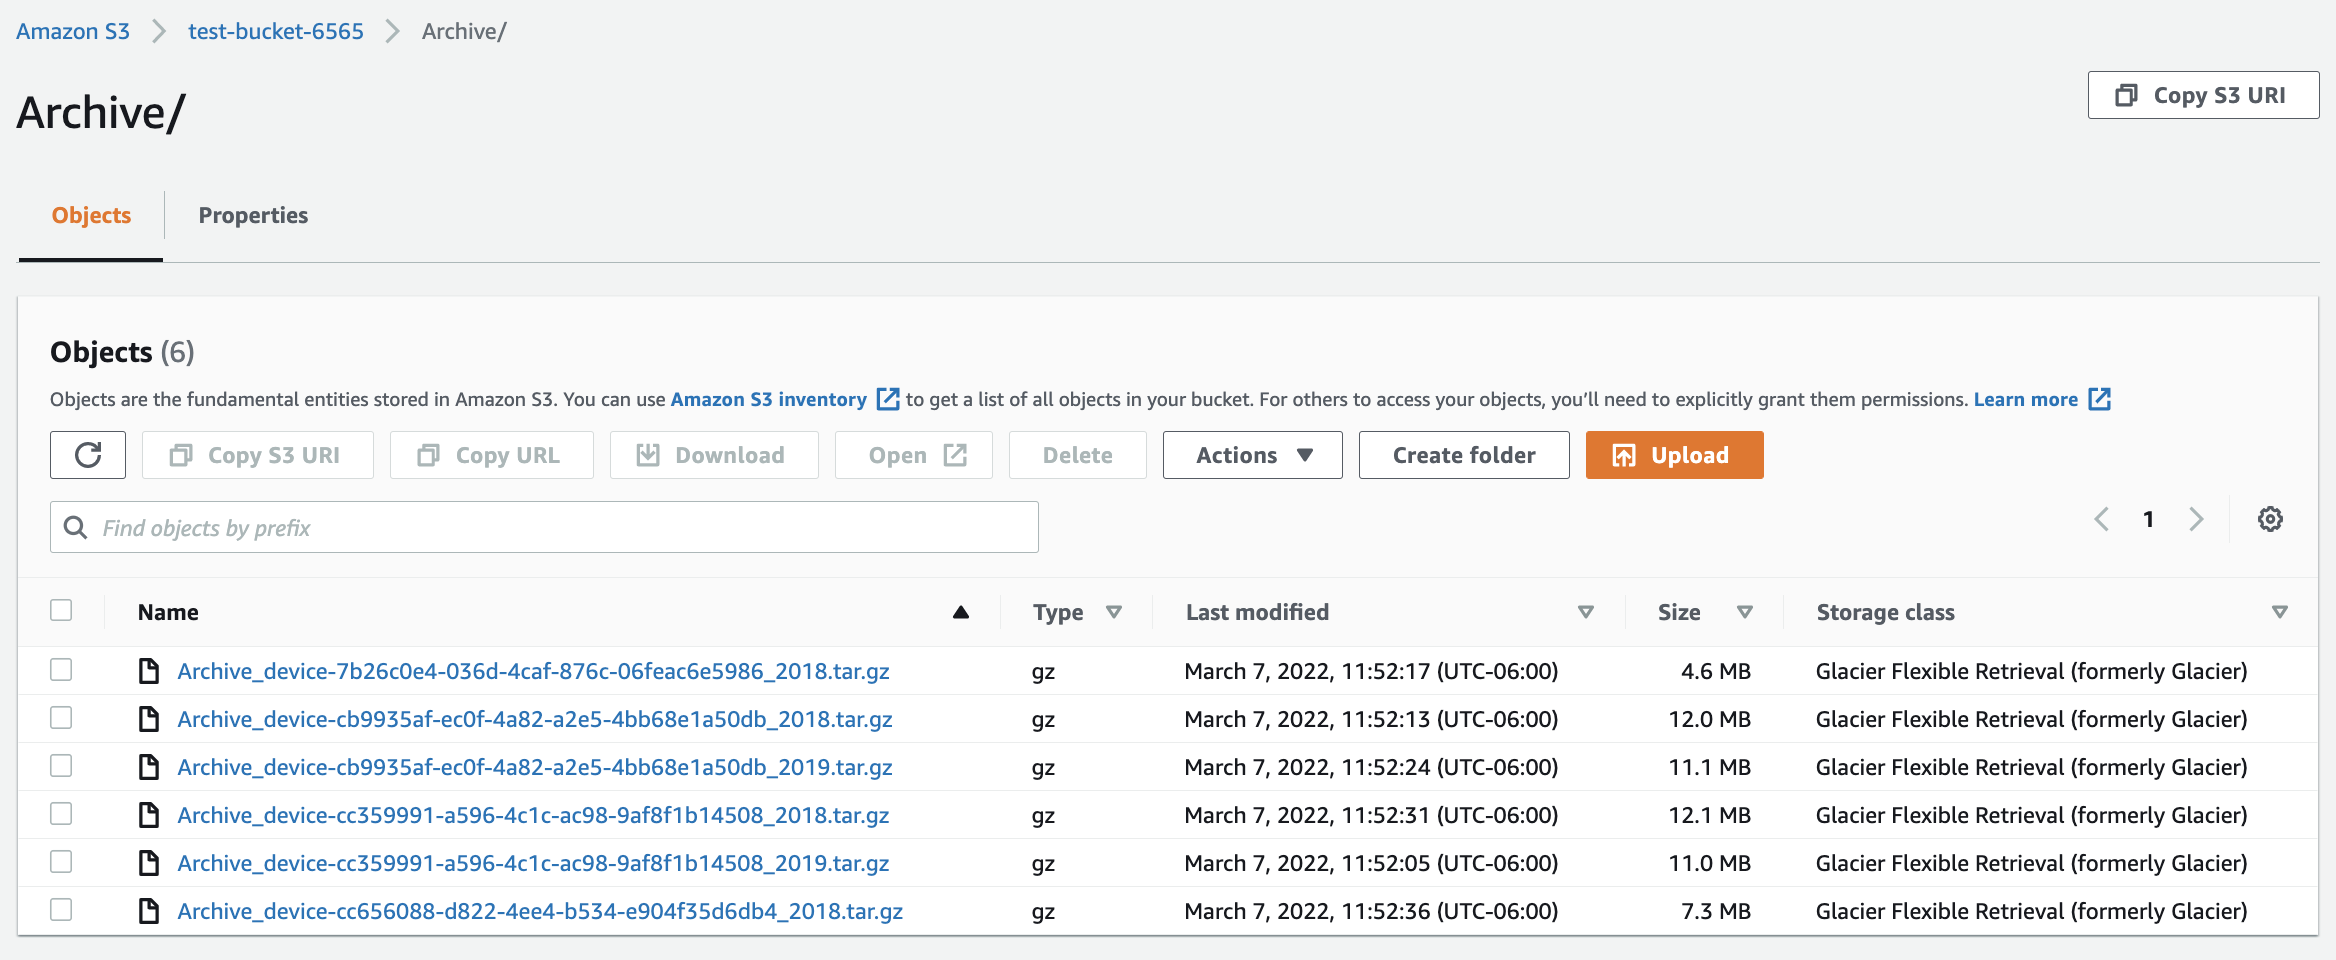 Amazon S3 > test-bucket-6565 > Archive/
Archive/
Copy S3 URI
Objects Properties
Objects (6)
Objects are the fundamental entities stored in Amazon S3. You can use Amazon S3 inventory to get a list of all objects in your bucket. For others to access your objects, you’ll need to explicitly grant them permissions. Learn more
Copy S3 URI Copy URL Download Open Delete Actions Create folder Upload
Find objects by prefix 1
Name Type Last modified Size Storage class
Archive_device-7b26c0e4-036d-4caf-876c-06feac6e5986_2018.tar.gz gz March 7, 2022, 11:52:17 (UTC-06:00) 4.6 MB Glacier Flexible Retrieval (formerly Glacier)
Archive_device-cb9935af-ec0f-4a82-a2e5-4bb68e1a50db_2018.tar.gz gz March 7, 2022, 11:52:13 (UTC-06:00) 12.0 MB Glacier Flexible Retrieval (formerly Glacier)
Archive_device-cb9935af-ec0f-4a82-a2e5-4bb68e1a50db_2019.tar.gz gz March 7, 2022, 11:52:24 (UTC-06:00) 11.1 MB Glacier Flexible Retrieval (formerly Glacier)
Archive_device-cc359991-a596-4c1c-ac98-9af8f1b14508_2018.tar.gz gz March 7, 2022, 11:52:31 (UTC-06:00) 12.1 MB Glacier Flexible Retrieval (formerly Glacier)
Archive_device-cc359991-a596-4c1c-ac98-9af8f1b14508_2019.tar.gz gz March 7, 2022, 11:52:05 (UTC-06:00) 11.0 MB Glacier Flexible Retrieval (formerly Glacier)
Archive_device-cc656088-d822-4ee4-b534-e904f35d6db4_2018.tar.gz gz March 7, 2022, 11:52:36 (UTC-06:00) 7.3 MB Glacier Flexible Retrieval (formerly Glacier)